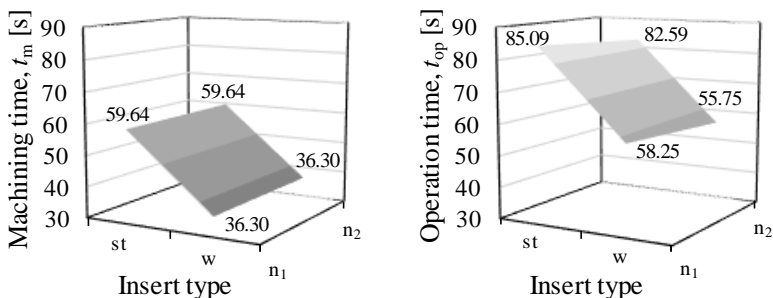 Machining time, tm [s]
90
80
70
60
50
40
30
59.64
59.64
36.30
36.30
st
w
n1
n2
Insert type
Operation time, top [s]
90
80
70
60
50
40
30
85.09
82.59
55.75
58.25
st
w
n1
n2
Insert type